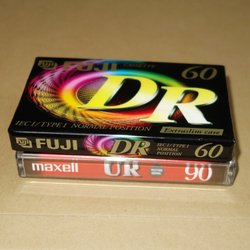 FUJI CASSETTE 60
DR
IEC I / TYPE I NORMAL POSITION
Extraslim case
FUJI DR IEC I / TYPE I
NORMAL
POSITION 60
maxell UR 90